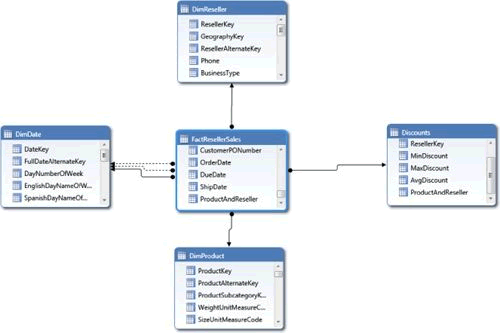 DimReseller
ResellerKey
GeographyKey
ResellerAlternateKey
Phone
BusinessType
DimDate
DateKey
FullDateAlternateKey
DayNumberOfWeek
EnglishDayNameOfW...
SpanishDayNameOf...
FactResellerSales
CustomerPONumber
OrderDate
DueDate
ShipDate
ProductAndReseller
Discounts
ResellerKey
MinDiscount
MaxDiscount
AvgDiscount
ProductAndReseller
DimProduct
ProductKey
ProductAlternateKey
ProductSubcategoryK...
WeightUnitMeasureC...
SizeUnitMeasureCode